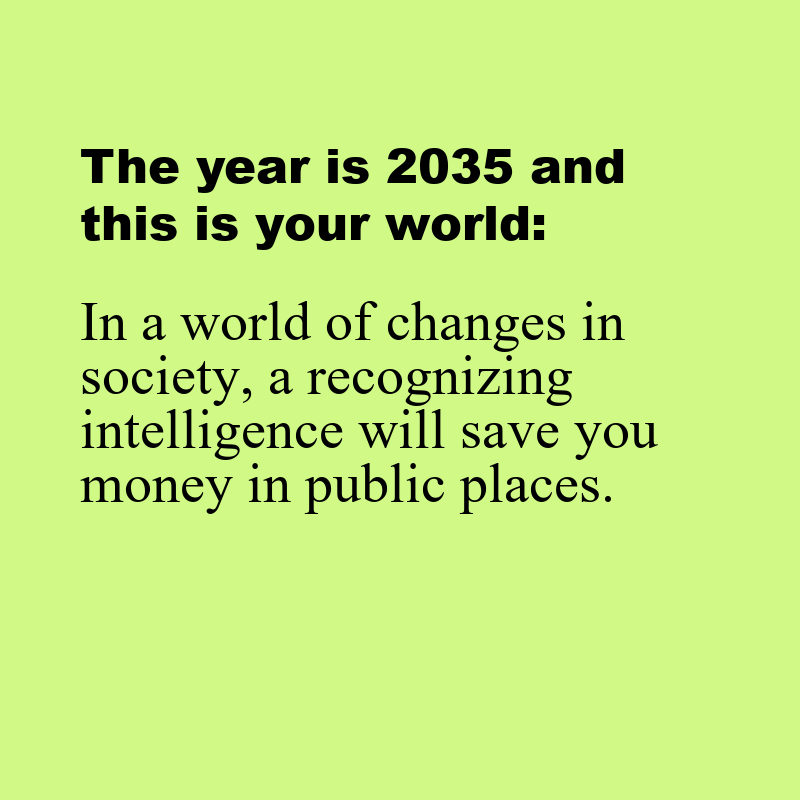 The year is 2035 and
this is your world:
In a world of changes in
society, a recognizing
intelligence will save you
money in public places.